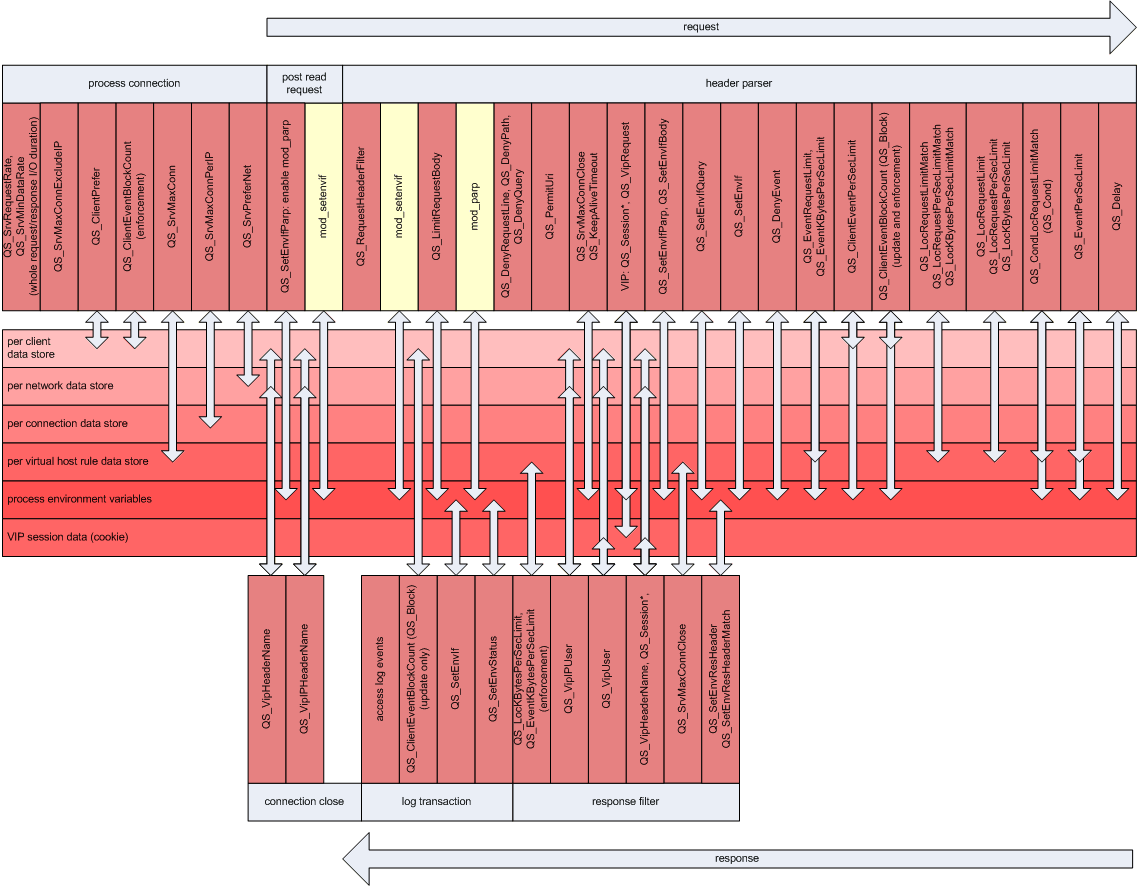 request
process connection
post read
request
header parser
QS_SrvRequestRate,
QS_SrvMinDataRate
(whole request/response I/O duration)
QS_SrvMaxConnExcludeIP
QS_ClientPrefer
QS_ClientEventBlockCount
(enforcement)
QS_SrvMaxConn
QS_SrvMaxConnPerIP
QS_SrvPreferNet
QS_SetEnvIfParp: enable mod_parp
mod_setenvif
QS_RequestHeaderFilter
mod_setenvif
QS_LimitRequestBody
mod_parp
QS_DenyRequestLine, QS_DenyPath,
QS_DenyQuery
QS_PermitUri
QS_SrvMaxConnClose
QS_KeepAliveTimeout
VIP: QS_Session*, QS_VipRequest
QS_SetEnvIfParp, QS_SetEnvIfBody
QS_SetEnvIfQuery
QS_SetEnvIf
QS_DenyEvent
QS_EventRequestLimit,
QS_EventKBytesPerSecLimit
QS_ClientEventPerSecLimit
QS_ClientEventBlockCount (QS_Block)
(update and enforcement)
QS_LocRequestLimitMatch
QS_LocRequestPerSecLimitMatch
QS_LocKBytesPerSecLimitMatch
QS_LocRequestLimit
QS_LocRequestPerSecLimit
QS_LocKBytesPerSecLimit
QS_CondLocRequestLimitMatch
(QS_Cond)
QS_EventPerSecLimit
QS_Delay
per client
data store
per network data store
per connection data store
per virtual host rule data store
process environment variables
VIP session data (cookie)
QS_VipHeaderName
QS_VipIPHeaderName
access log events
QS_ClientEventBlockCount (QS_Block)
(update only)
QS_SetEnvIf
QS_SetEnvStatus
QS_LocKBytesPerSecLimit,
QS_EventKBytesPerSecLimit
(enforcement)
QS_VipIPUser
QS_VipUser
QS_VipHeaderName, QS_Session*,
QS_SrvMaxConnClose
QS_SetEnvResHeader
QS_SetEnvResHeaderMatch
connection close
log transaction
response filter
response